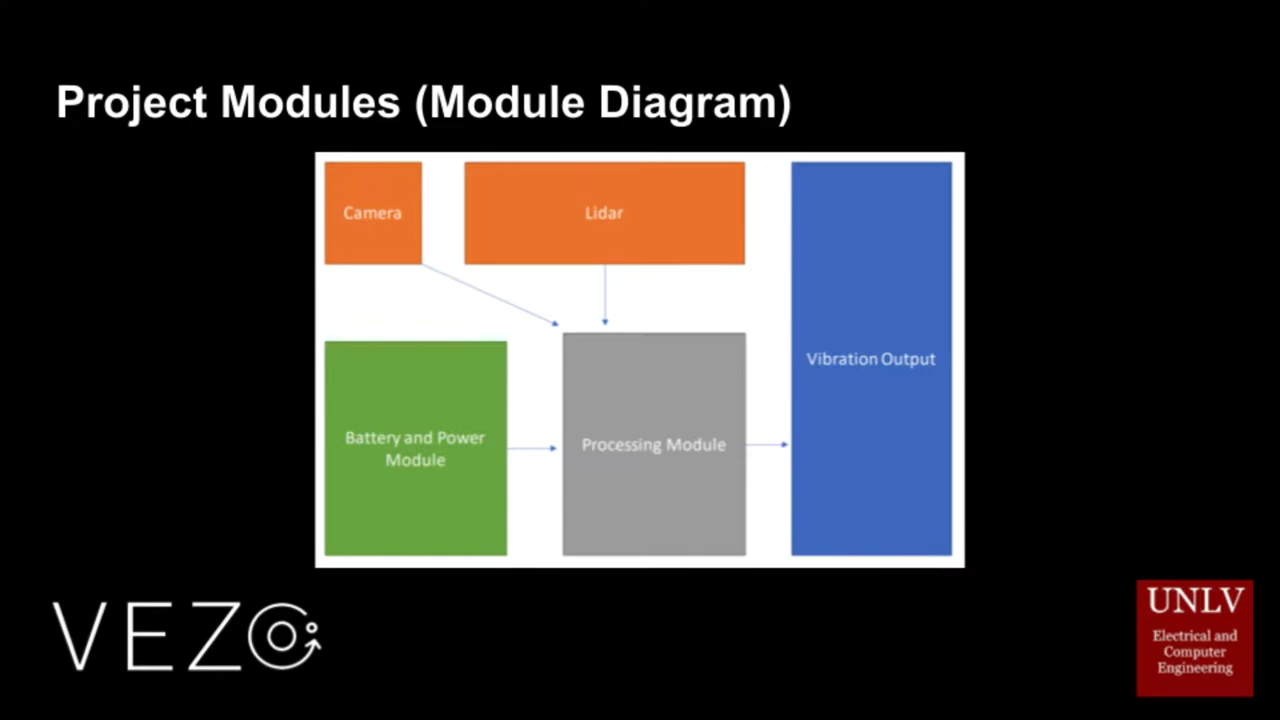 Project Modules (Module Diagram)
Camera
Lidar
Vibration Output
Battery and Power
Module
Processing Module
VEZO
UNLV
Electrical and
Computer
Engineering